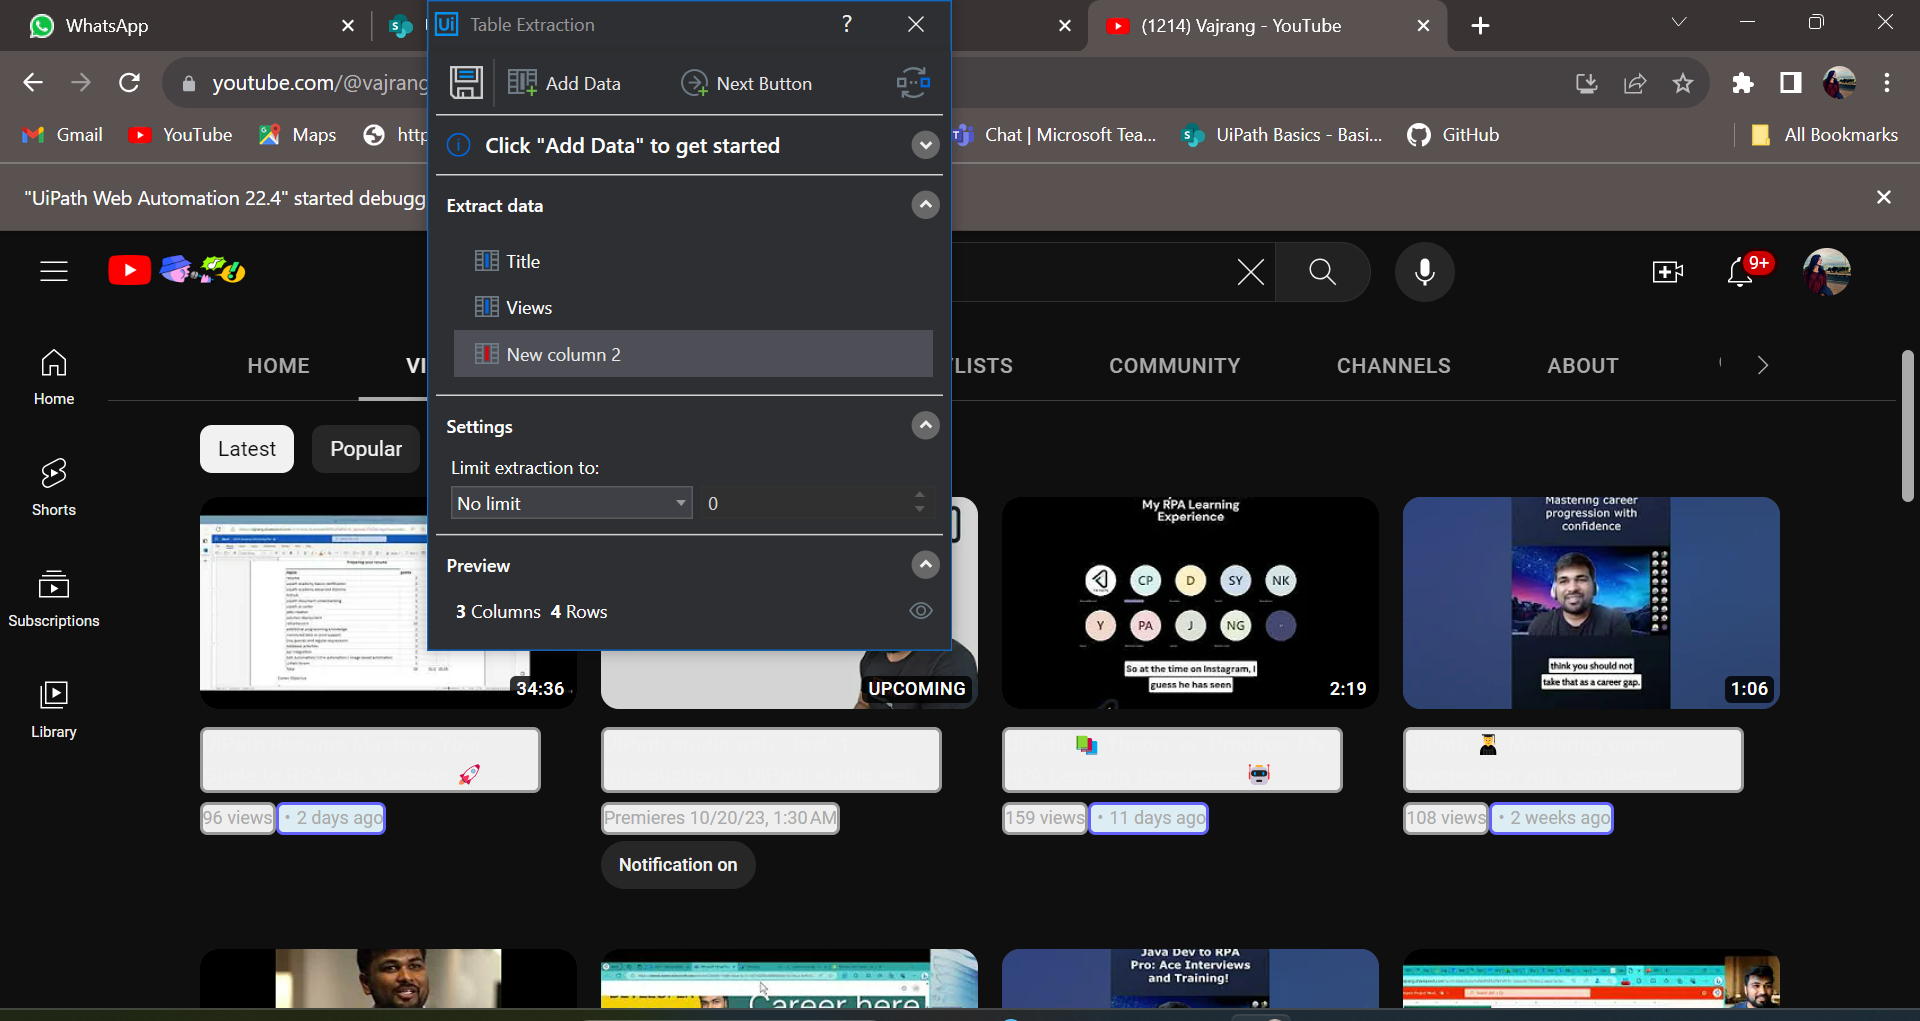 WhatsApp
Table Extraction
?
(1214) Vajrang - YouTube
youtube.com/@vajrang
Add Data
Next Button
Gmail
YouTube
Maps
http
Chat | Microsoft Tea...
UiPath Basics - Basi...
GitHub
All Bookmarks
Click "Add Data" to get started
"UiPath Web Automation 22.4" started debugg
Extract data
Title
Views
New column 2
9+
HOME
VI
LISTS
COMMUNITY
CHANNELS
ABOUT
Home
Shorts
Subscriptions
Library
Latest
Popular
Settings
Limit extraction to:
No limit
0
Preview
3 Columns 4 Rows
34:36
UPCOMING
My RPA Learning
Experience
CP
D
SY
NK
Y
PA
J
NG
So at the time on Instagram, I
guess he has seen
2:19
Mastering career
progression with
confidence
think you should not
take that as a career gap.
1:06
96 views • 2 days ago
Premieres 10/20/23, 1:30 AM
159 views • 11 days ago
108 views • 2 weeks ago
Notification on
Career here
Java Dev to RPA
Pro: Ace Interviews
and Training!